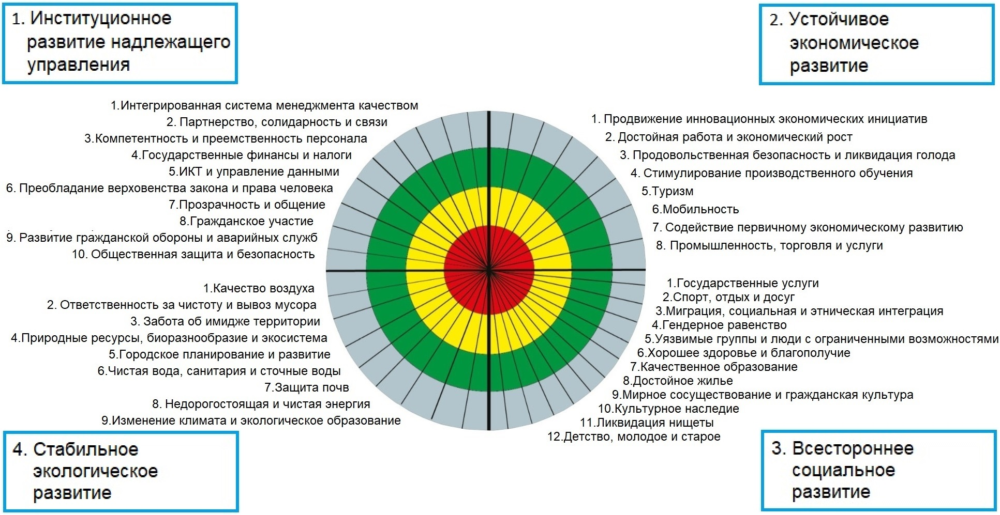 1. Институционное
развитие надлежащего
управления
2. Устойчивое
экономическое
развитие
1.Интегрированная система менеджмента качеством
2. Партнерство, солидарность и связи
3.Компетентность и преемственность персонала
4.Государственные финансы и налоги
5.ИКТ и управление данными
6. Преобладание верховенства закона и права человека
7.Прозрачность и общение
8.Гражданское участие
9. Развитие гражданской обороны и аварийных служб
10. Общественная защита и безопасность
1. Продвижение инновационных экономических инициатив
2. Достойная работа и экономический рост
3. Продовольственная безопасность и ликвидация голода
4. Стимулирование производственного обучения
5.Туризм
6.Мобильность
7. Содействие первичному экономическому развитию
8. Промышленность, торговля и услуги
1.Качество воздуха
2. Ответственность за чистоту и вывоз мусора
3. Забота об имидже территории
4.Природные ресурсы, биоразнообразие и экосистема
5.Городское планирование и развитие
6.Чистая вода, санитария и сточные воды
7.Защита почв
8. Недорогостоящая и чистая энергия
9.Изменение климата и экологическое образование
1.Государственные услуги
2.Спорт, отдых и досуг
3.Миграция, социальная и этническая интеграция
4.Гендерное равенство
5.Уязвимые группы и люди с ограниченными возможностями
6.Хорошее здоровье и благополучие
7.Качественное образование
8.Достойное жилье
9.Мирное сосуществование и гражданская культура
10.Культурное наследие
11.Ликвидация нищеты
12.Детство, молодое и старое
4. Стабильное
экологическое
развитие
3. Всестороннее
социальное
развитие